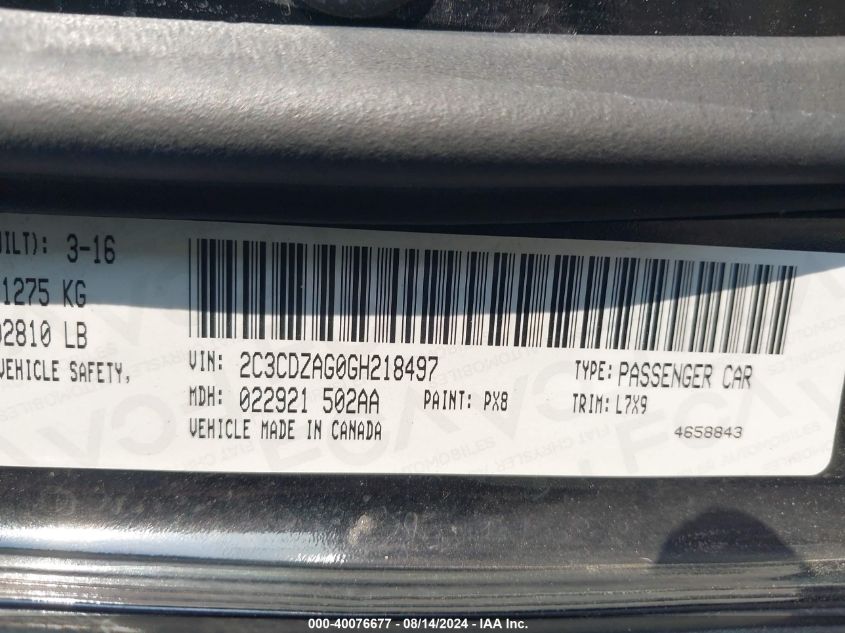 UILT): 3-16
1275 KG
02810 LB
VEHICLE SAFETY,
VIN: 2C3CDZAG0GH218497 TYPE: PASSENGER CAR
MDH: 022921 502AA PAINT: PX8 TRIM: L7X9
VEHICLE MADE IN CANADA 4658843
000-40076677 - 08/14/2024 - IAA Inc.